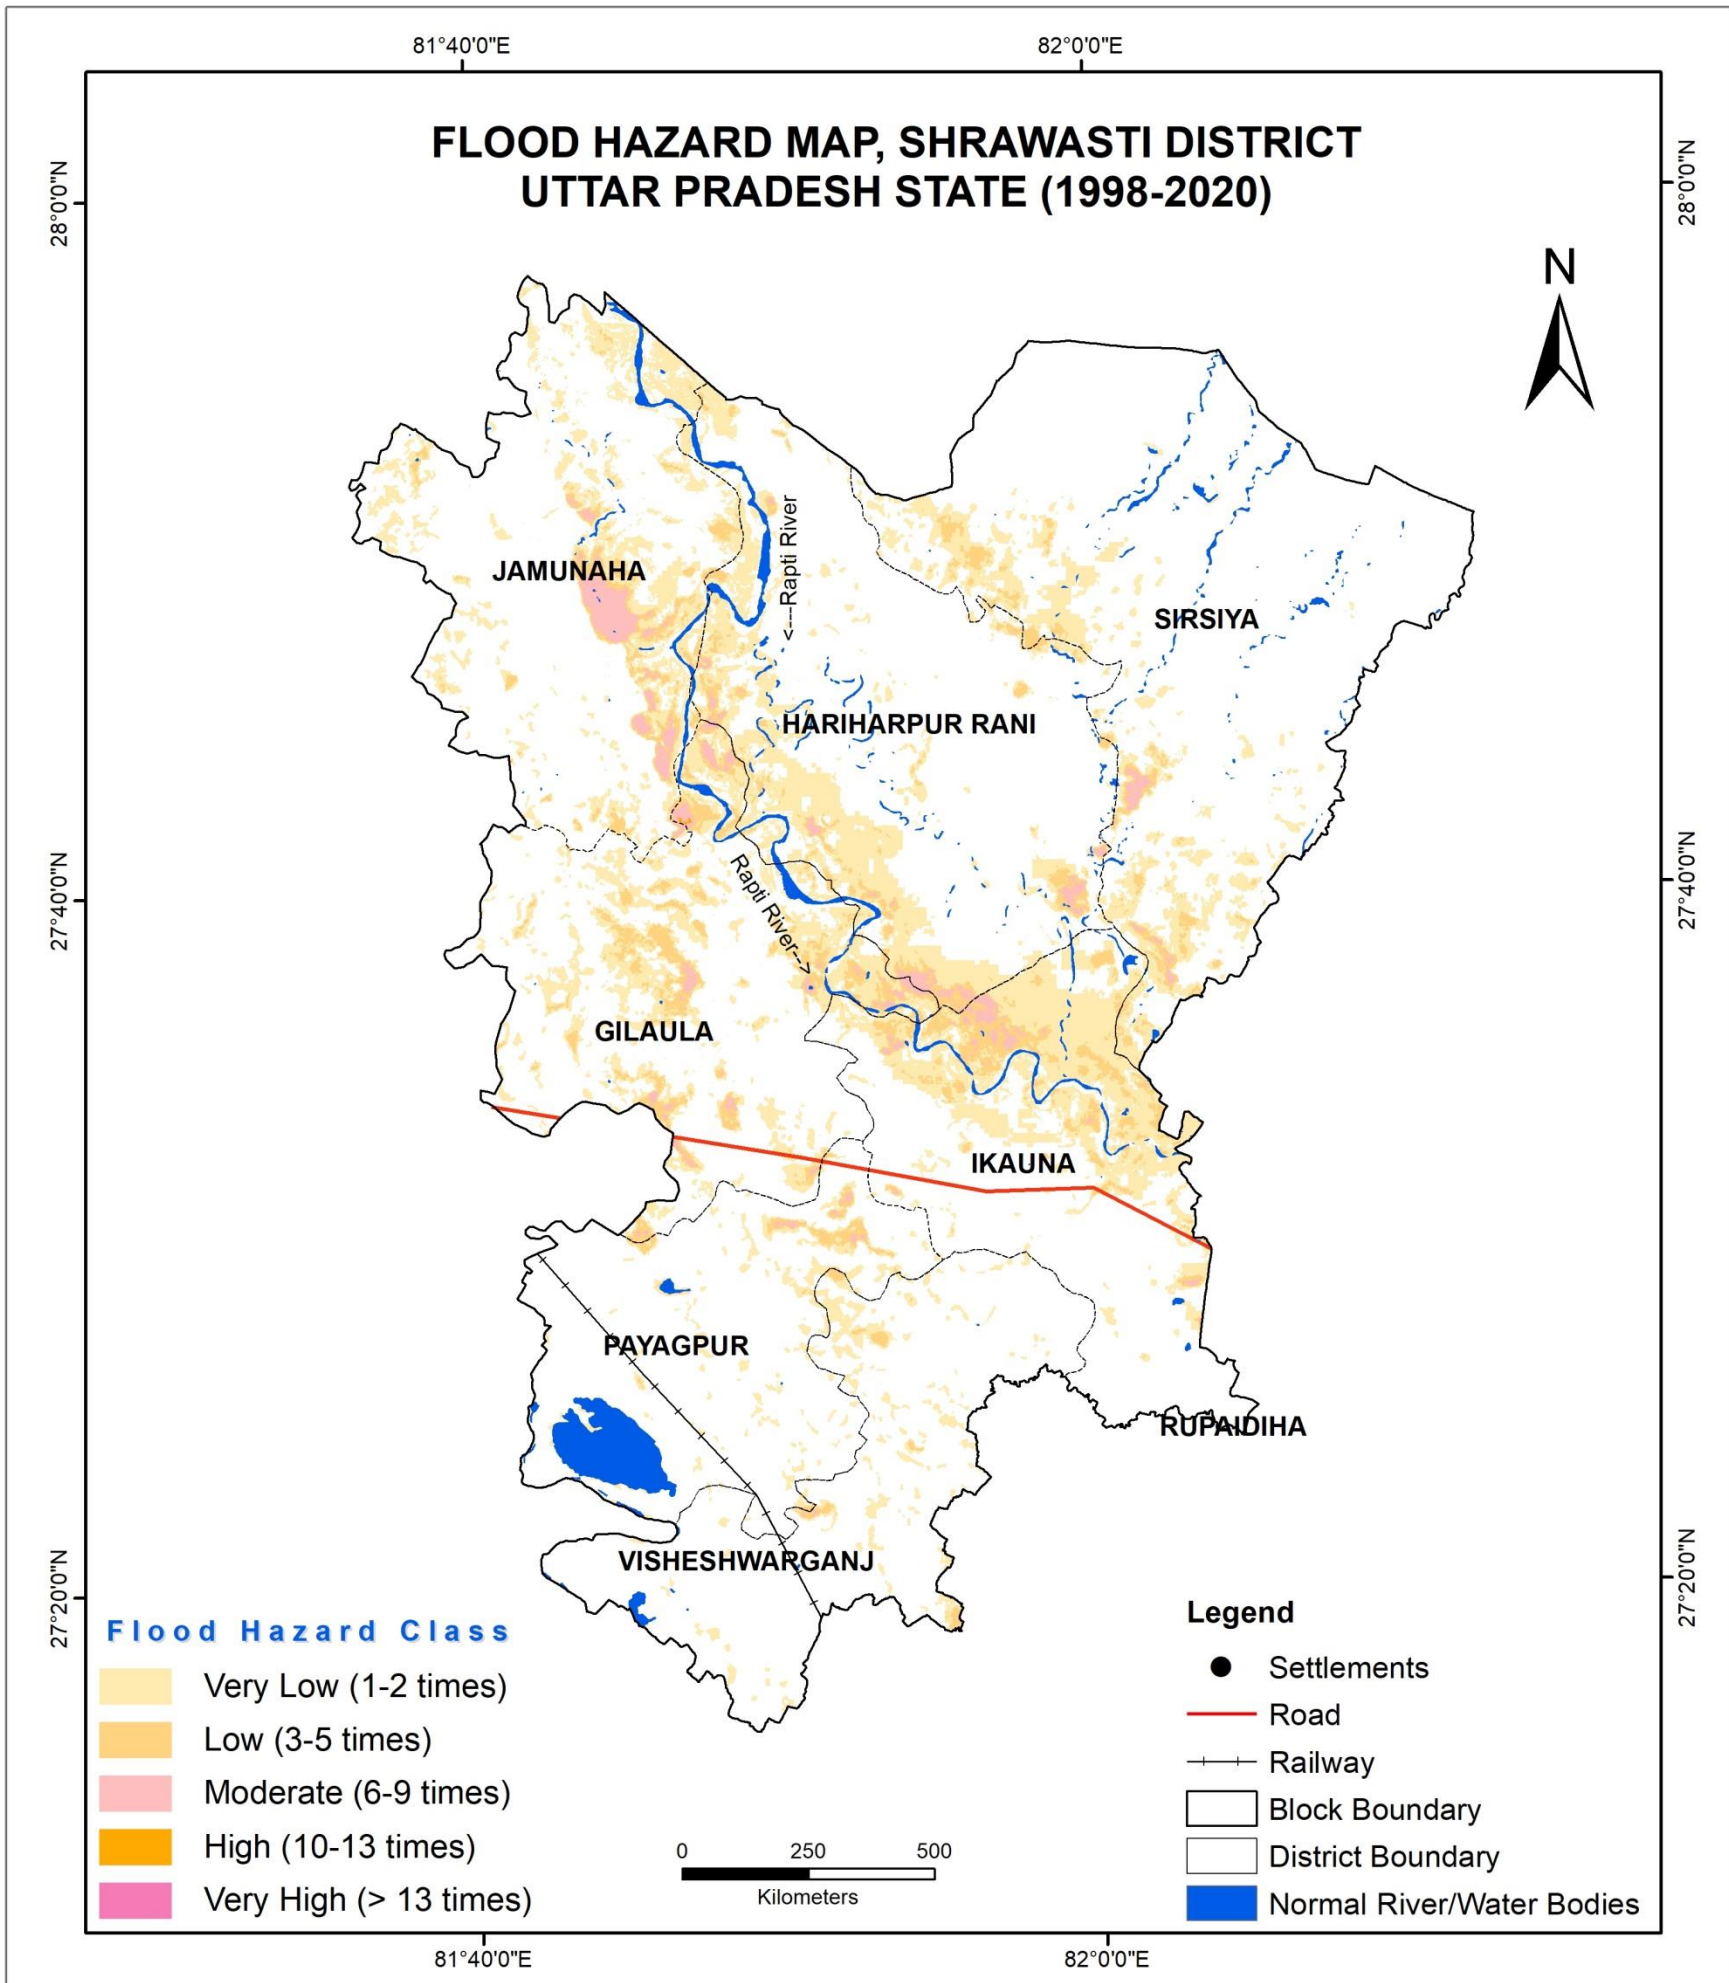 81°40'0"E
82°0'0"E
FLOOD HAZARD MAP, SHRAWASTI DISTRICT
UTTAR PRADESH STATE (1998-2020)
28°0'0"N
28°0'0"N
N
<---Rapti River
JAMUNAHA
SIRSIYA
HARIHARPUR RANI
Rapti River--->
27°40'0"N
27°40'0"N
GILAULA
IKAUNA
PAYAGPUR
RUPAIDIHA
VISHESHWARGANJ
27°20'0"N
27°20'0"N
Flood Hazard Class
Very Low (1-2 times)
Low (3-5 times)
Moderate (6-9 times)
High (10-13 times)
Very High (> 13 times)
0 250 500
Kilometers
Legend
Settlements
Road
Railway
Block Boundary
District Boundary
Normal River/Water Bodies
81°40'0"E
82°0'0"E